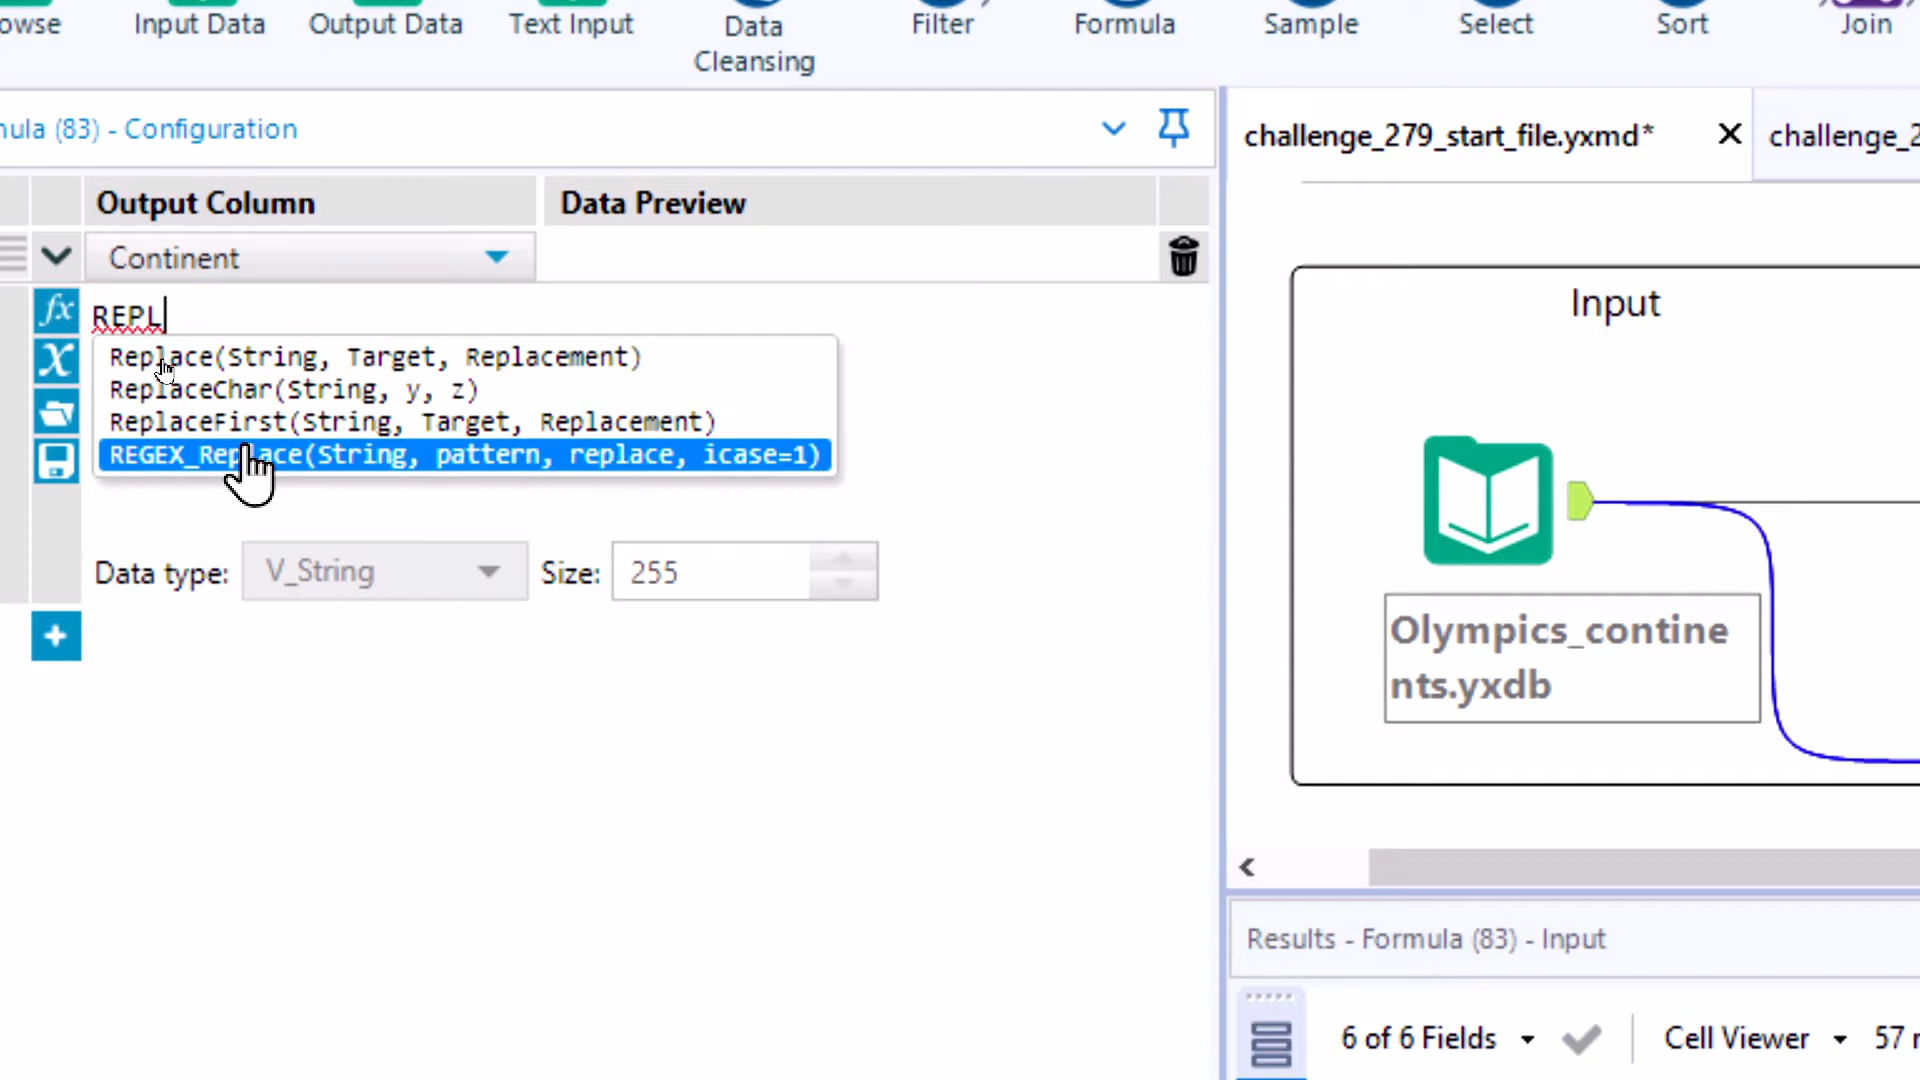 owse
Input Data
Output Data
Text Input
Data
Cleansing
Filter
Formula
Sample
Select
Sort
Join
mula (83) - Configuration
challenge_279_start_file.yxmd*
challenge_2
Output Column
Data Preview
Continent
fx
REPL
X
Replace(String, Target, Replacement)
ReplaceChar(String, y, z)
ReplaceFirst(String, Target, Replacement)
REGEX_Replace(String, pattern, replace, icase=1)
Data type:
V_String
Size:
255
Input
Olympics_contine
nts.yxdb
Results - Formula (83) - Input
6 of 6 Fields
Cell Viewer
57 r